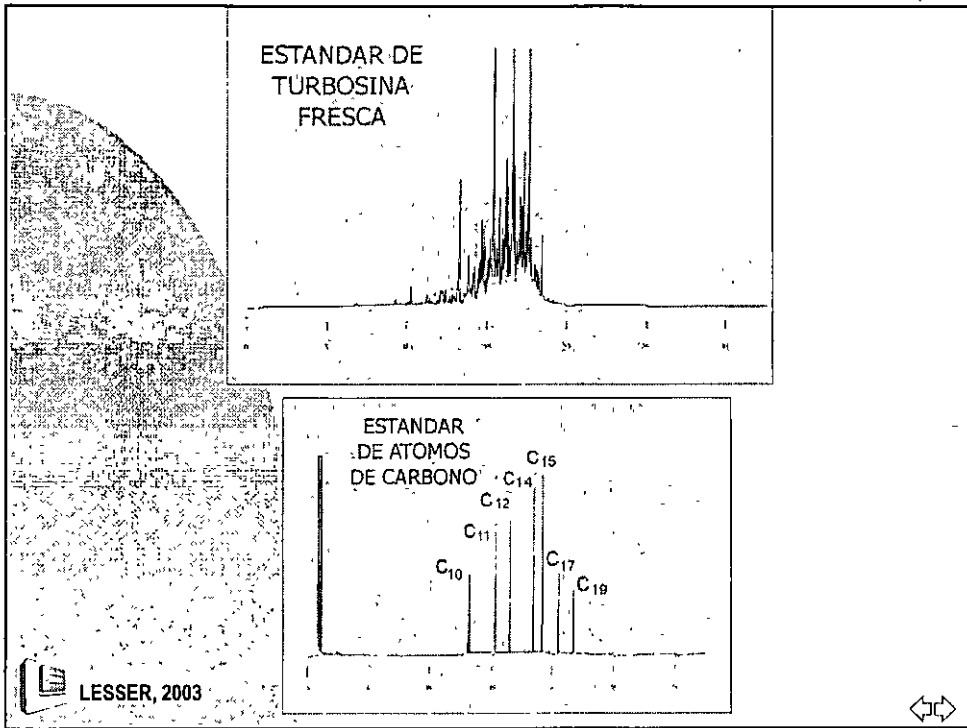 ESTANDAR DE
TURBOSINA
FRESCA
ESTANDAR
DE ATOMOS
DE CARBONO
C10
C11
C12
C14
C15
C17
C19
LESSER, 2003